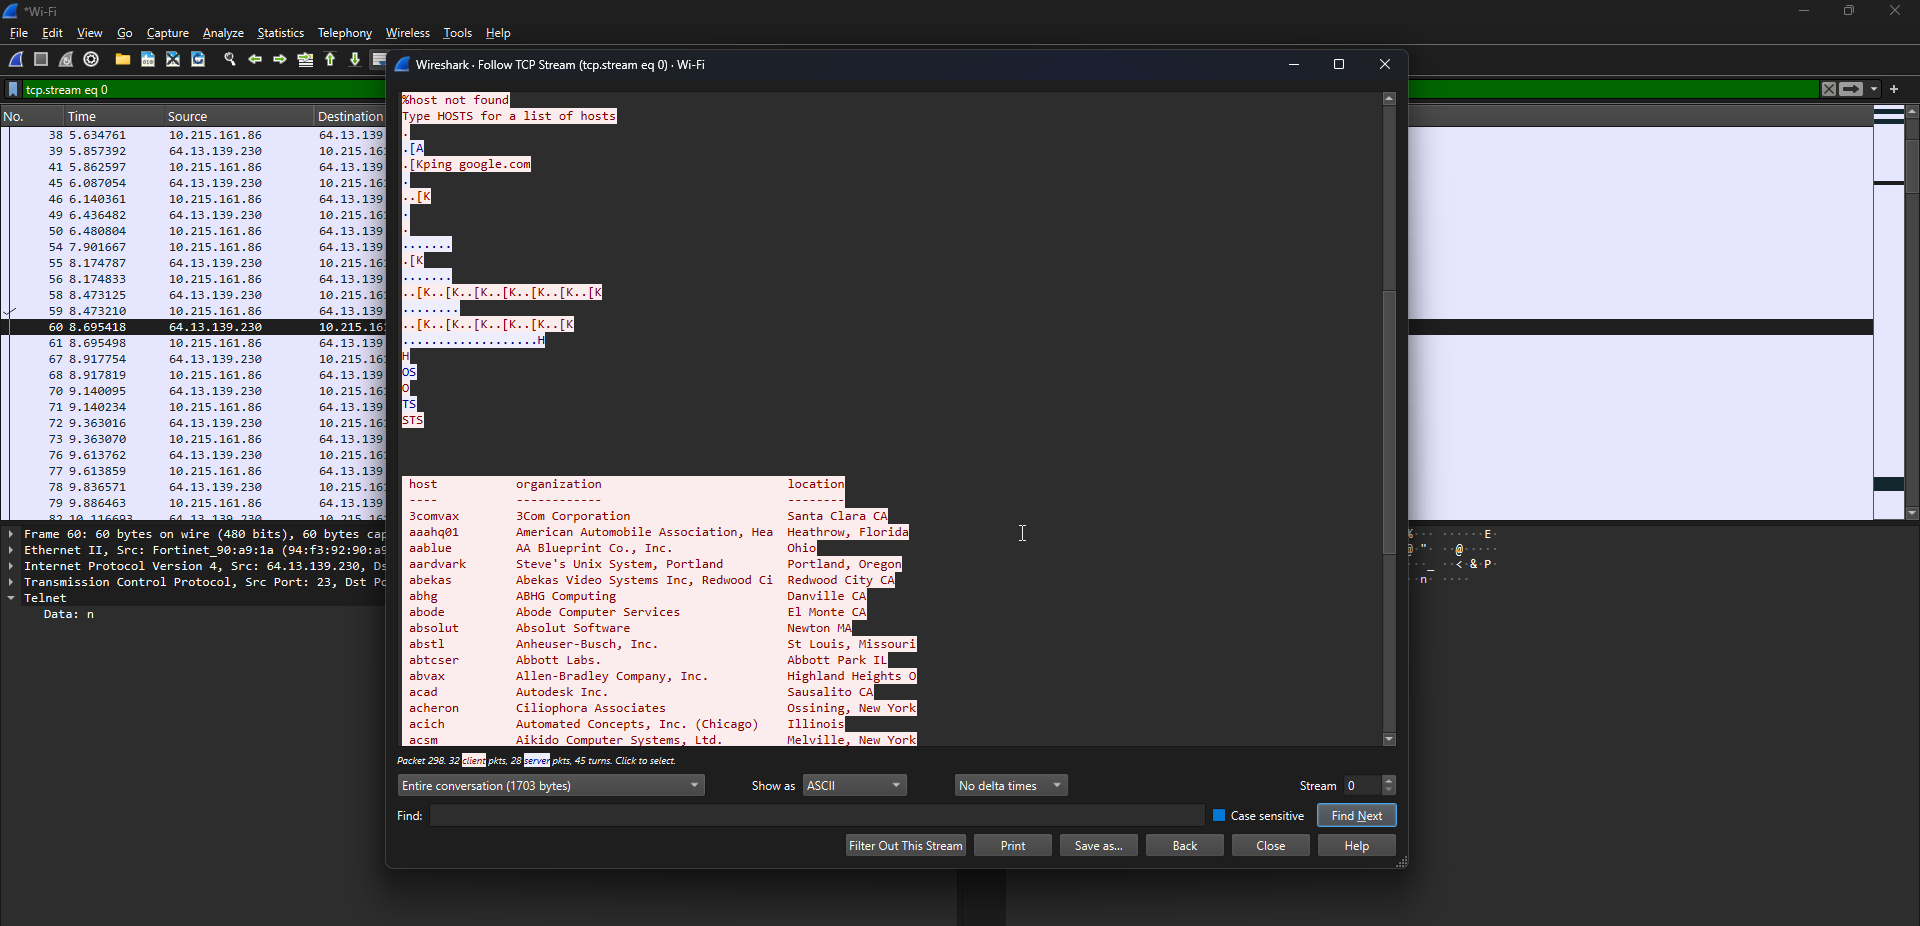 *Wi-Fi
File Edit View Go Capture Analyze Statistics Telephony Wireless Tools Help
tcp.stream eq 0
No. Time Source Destination
38 5.634761 10.215.161.86 64.13.139
39 5.857392 64.13.139.230 10.215.16
41 5.862597 10.215.161.86 64.13.139
45 6.087054 64.13.139.230 10.215.16
46 6.140361 10.215.161.86 64.13.139
49 6.436482 64.13.139.230 10.215.16
50 6.480804 10.215.161.86 64.13.139
54 7.901667 10.215.161.86 64.13.139
55 8.174787 64.13.139.230 10.215.16
56 8.174833 10.215.161.86 64.13.139
58 8.473125 64.13.139.230 10.215.16
59 8.473210 10.215.161.86 64.13.139
60 8.695418 64.13.139.230 10.215.16
61 8.695498 10.215.161.86 64.13.139
67 8.917754 64.13.139.230 10.215.16
68 8.917819 10.215.161.86 64.13.139
70 9.140095 64.13.139.230 10.215.16
71 9.140234 10.215.161.86 64.13.139
72 9.363016 64.13.139.230 10.215.16
73 9.363070 10.215.161.86 64.13.139
76 9.613762 64.13.139.230 10.215.16
77 9.613859 10.215.161.86 64.13.139
78 9.836571 64.13.139.230 10.215.16
79 9.886463 10.215.161.86 64.13.139
82 10.116693 64.13.139.230 10.215.16
Frame 60: 60 bytes on wire (480 bits), 60 bytes cap
Ethernet II, Src: Fortinet_90:a9:1a (94:f3:92:90:a9
Internet Protocol Version 4, Src: 64.13.139.230, Ds
Transmission Control Protocol, Src Port: 23, Dst Po
Telnet
Data: n
Wireshark · Follow TCP Stream (tcp.stream eq 0) · Wi-Fi
%host not found
Type HOSTS for a list of hosts
.
.[A
.[Kping google.com
.
..[K
.
.
.......
.[K
.......
..[K..[K..[K..[K..[K..[K..[K
........
..[K..[K..[K..[K..[K..[K
...................H
H
OS
O
TS
STS
host organization location
---- ------------ --------
3comvax 3Com Corporation Santa Clara CA
aaahq01 American Automobile Association, Hea Heathrow, Florida
aablue AA Blueprint Co., Inc. Ohio
aardvark Steve's Unix System, Portland Portland, Oregon
abekas Abekas Video Systems Inc, Redwood Ci Redwood City CA
abhg ABHG Computing Danville CA
abode Abode Computer Services El Monte CA
absolut Absolut Software Newton MA
abstl Anheuser-Busch, Inc. St Louis, Missouri
abtcser Abbott Labs. Abbott Park IL
abvax Allen-Bradley Company, Inc. Highland Heights O
acad Autodesk Inc. Sausalito CA
acheron Ciliophora Associates Ossining, New York
acich Automated Concepts, Inc. (Chicago) Illinois
acsm Aikido Computer Systems, Ltd. Melville, New York
Packet 298. 32 client pkts, 28 server pkts, 45 turns. Click to select.
Entire conversation (1703 bytes) Show as ASCII No delta times Stream 0
Find: Case sensitive Find Next
Filter Out This Stream Print Save as... Back Close Help
%··· ······E·
@·"· ··@·····
···_ ··<·&·P·
··n· ····